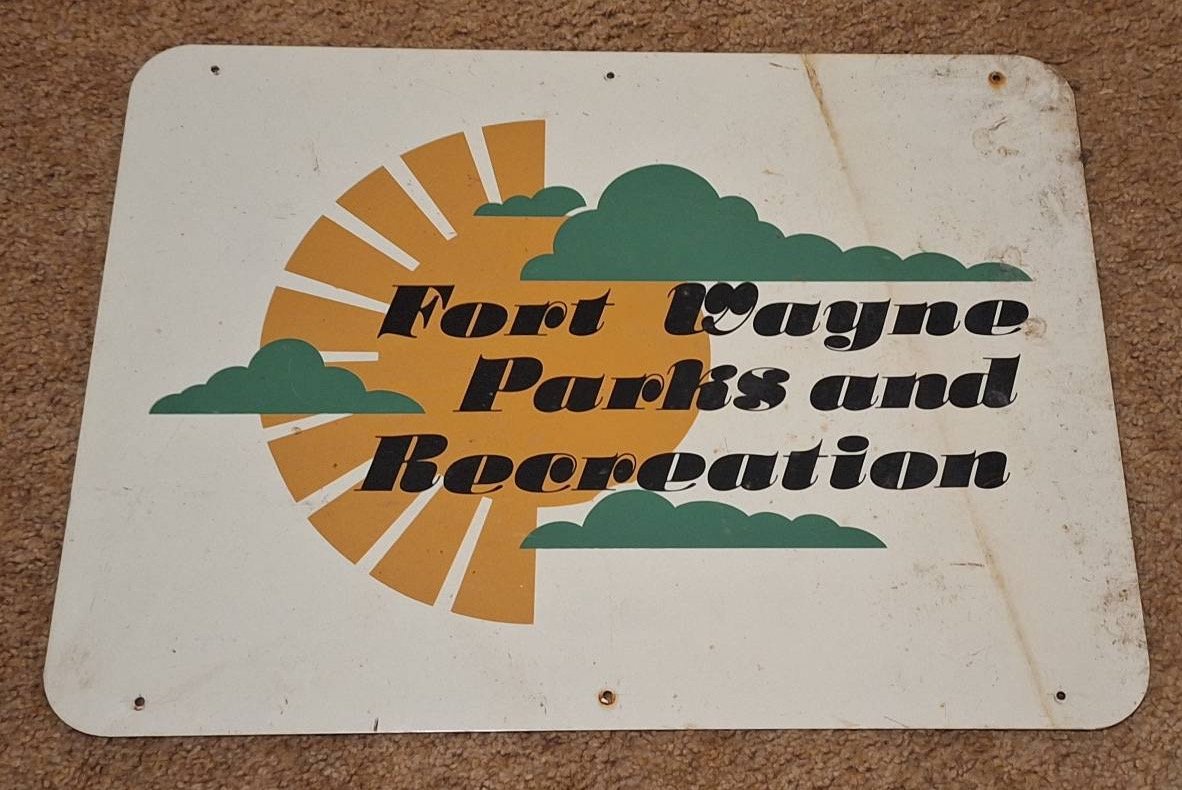 Fort Wayne
Parks and
Recreation